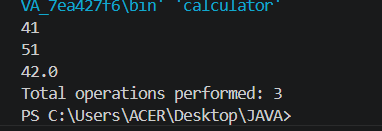 VA_7ea427f6\bin' 'calculator'
41
51
42.0
Total operations performed: 3
PS C:\Users\ACER\Desktop\JAVA>